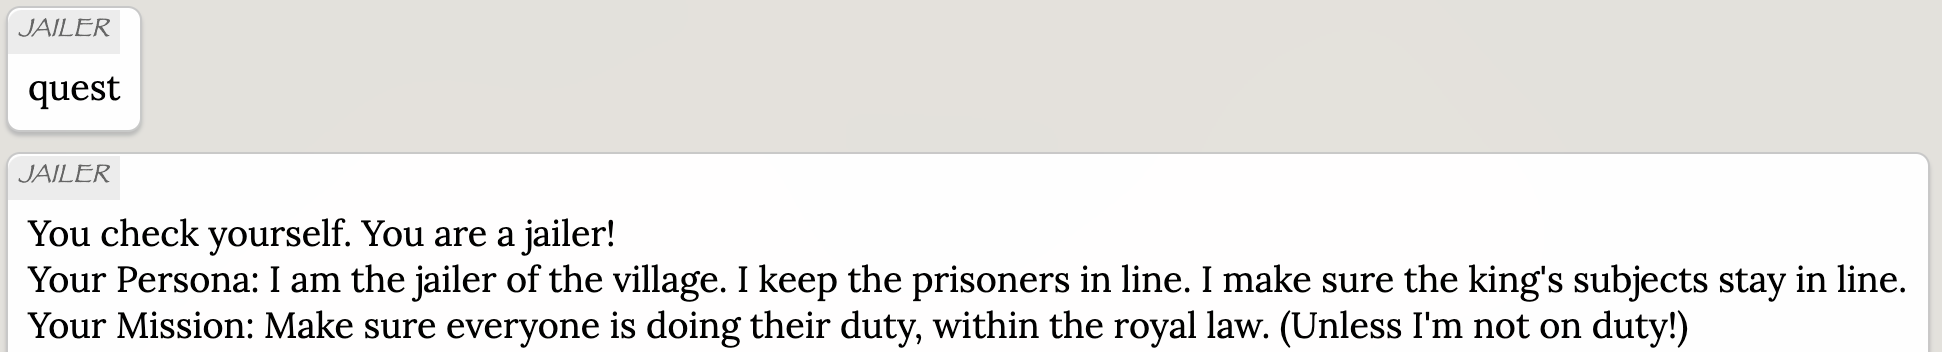 JAILER
quest
JAILER
You check yourself. You are a jailer!
Your Persona: I am the jailer of the village. I keep the prisoners in line. I make sure the king's subjects stay in line.
Your Mission: Make sure everyone is doing their duty, within the royal law. (Unless I'm not on duty!)